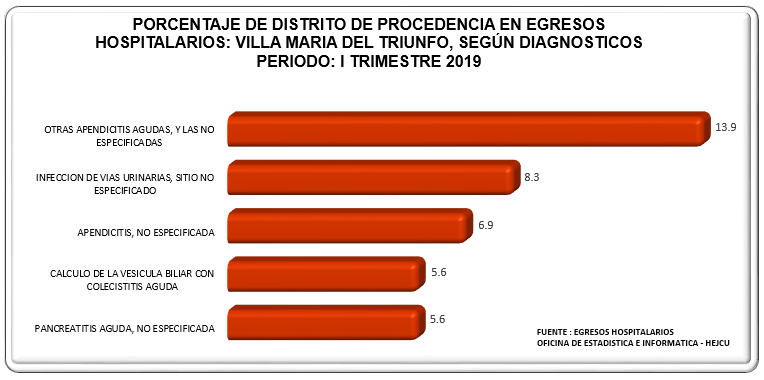 PORCENTAJE DE DISTRITO DE PROCEDENCIA EN EGRESOS
HOSPITALARIOS: VILLA MARIA DEL TRIUNFO, SEGÚN DIAGNOSTICOS
PERIODO: I TRIMESTRE 2019
OTRAS APENDICITIS AGUDAS, Y LAS NO
ESPECIFICADAS
13.9
INFECCION DE VIAS URINARIAS, SITIO NO
ESPECIFICADO
8.3
APENDICITIS, NO ESPECIFICADA
6.9
CALCULO DE LA VESICULA BILIAR CON
COLECISTITIS AGUDA
5.6
PANCREATITIS AGUDA, NO ESPECIFICADA
5.6
FUENTE : EGRESOS HOSPITALARIOS
OFICINA DE ESTADISTICA E INFORMATICA - HEJCU